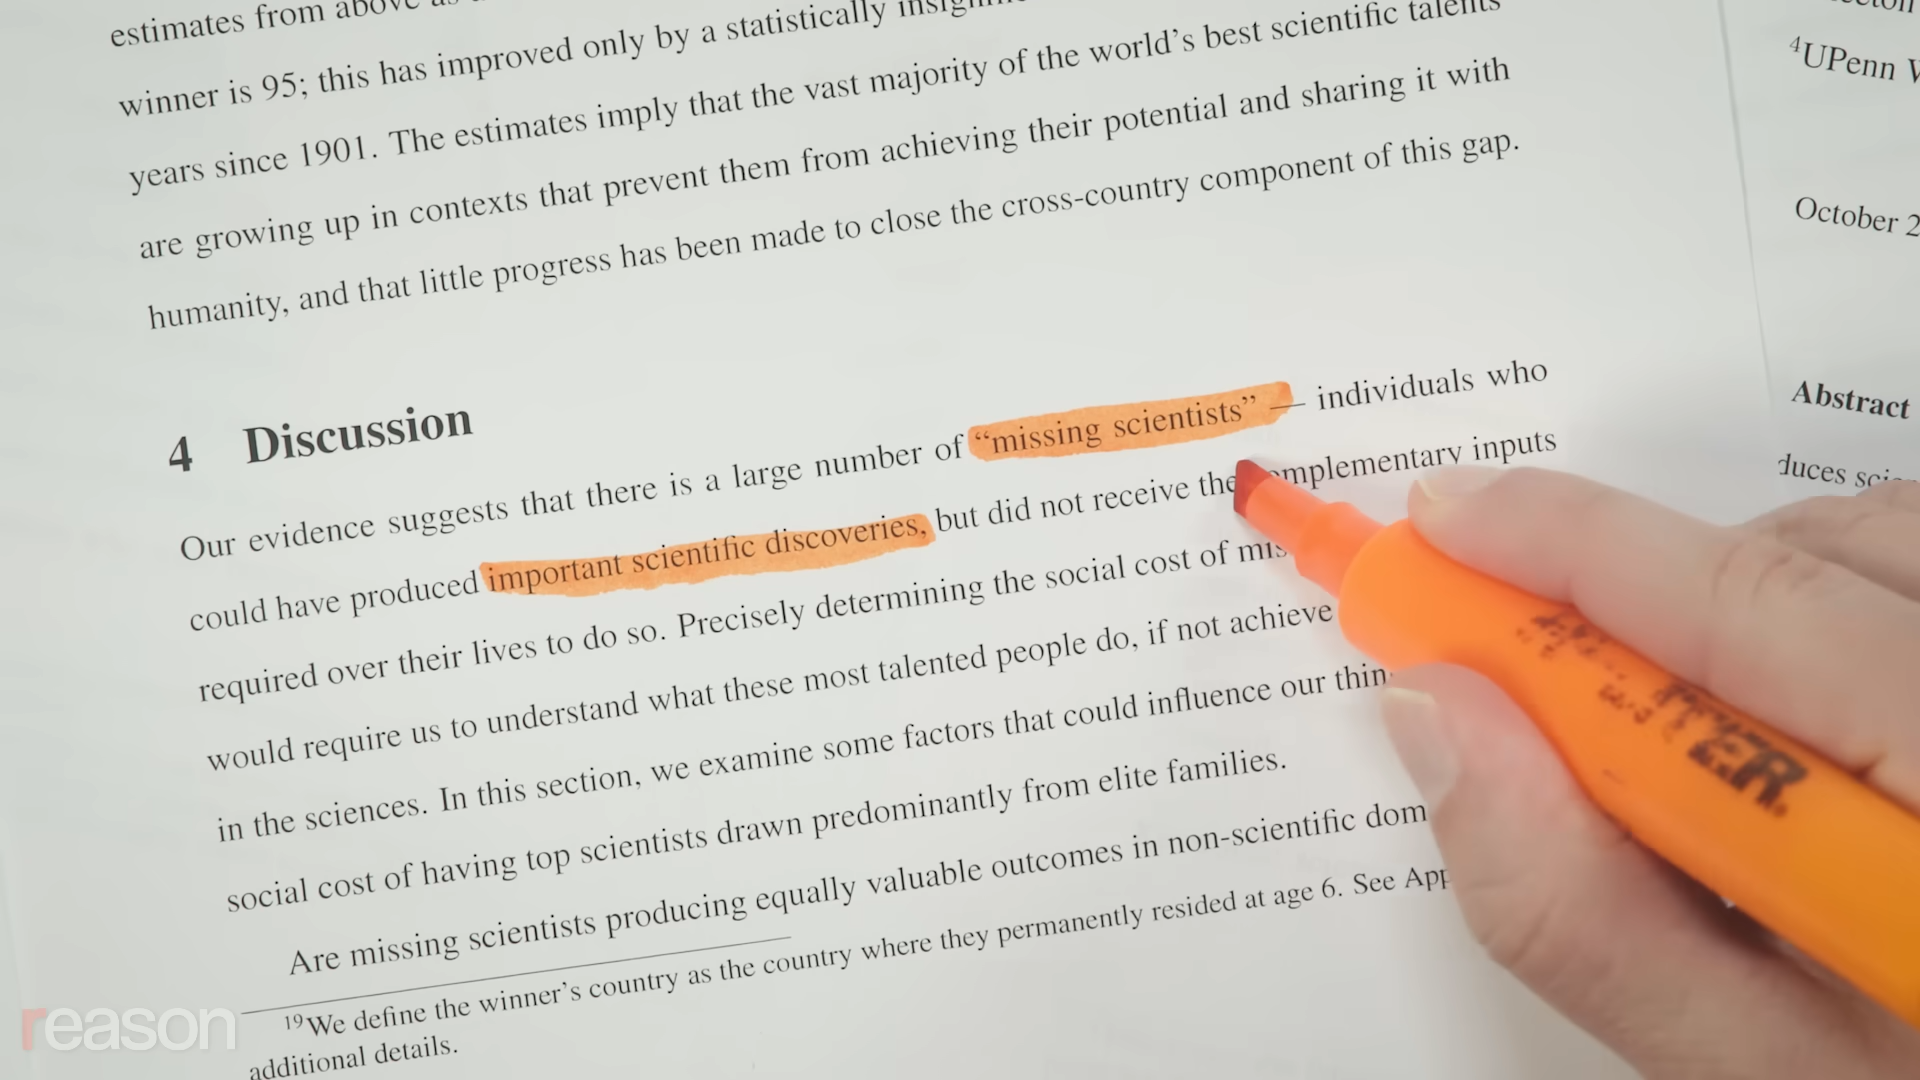 estimates from above as
winner is 95; this has improved only by a statistically
years since 1901. The estimates imply that the vast majority of the world's best scientific talents
are growing up in contexts that prevent them from achieving their potential and sharing it with
humanity, and that little progress has been made to close the cross-country component of this gap.
4 Discussion
Our evidence suggests that there is a large number of “missing scientists” — individuals who
could have produced important scientific discoveries, but did not receive the complementary inputs
required over their lives to do so. Precisely determining the social cost of
would require us to understand what these most talented people do, if not achieve
in the sciences. In this section, we examine some factors that could influence our
social cost of having top scientists drawn predominantly from elite families.
Are missing scientists producing equally valuable outcomes in non-scientific
19We define the winner's country as the country where they permanently resided at age 6. See
additional details.
4UPenn
October
Abstract
reason